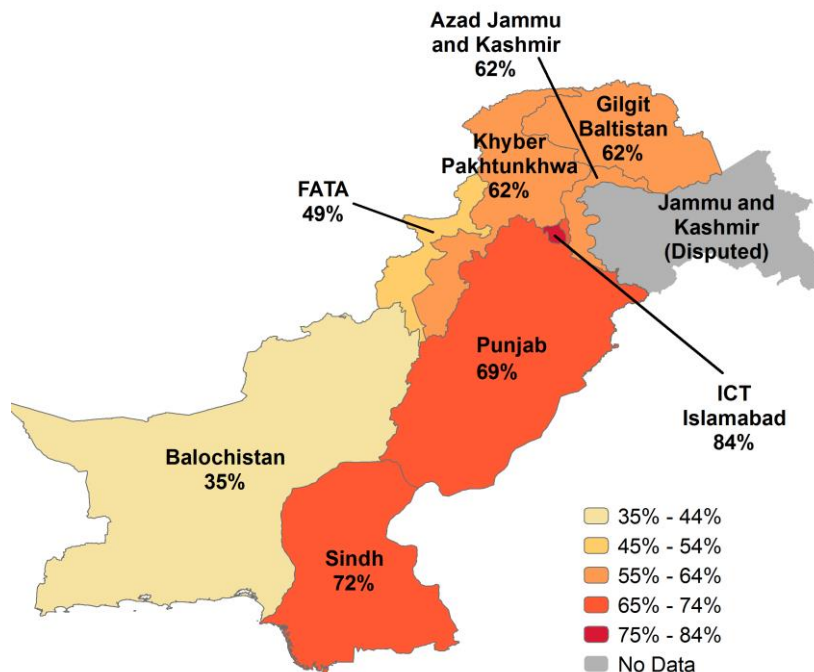 Azad Jammu
and Kashmir
62%
Gilgit
Baltistan
62%
Khyber
Pakhtunkhwa
62%
FATA
49%
Jammu and
Kashmir
(Disputed)
Punjab
69%
ICT
Islamabad
84%
Balochistan
35%
Sindh
72%
35% - 44%
45% - 54%
55% - 64%
65% - 74%
75% - 84%
No Data